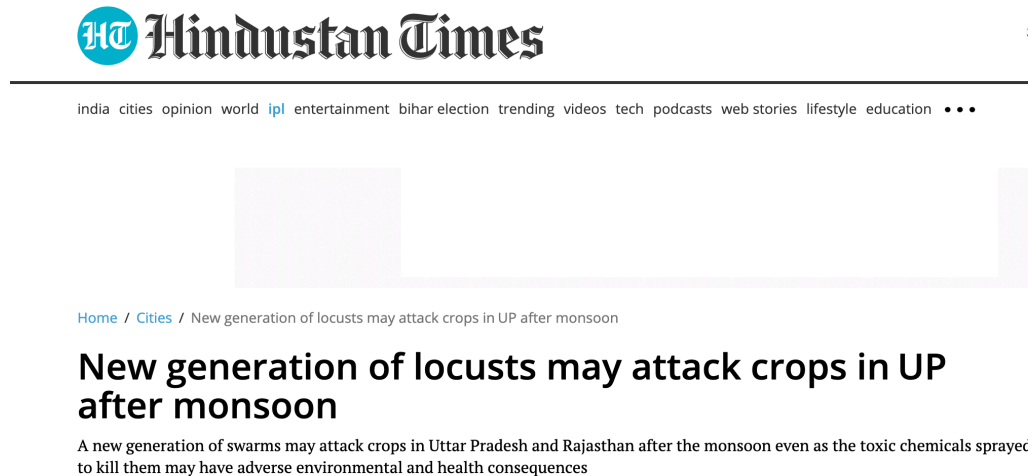 HT Hindustan Times
india cities opinion world ipl entertainment bihar election trending videos tech podcasts web stories lifestyle education •••
Home / Cities / New generation of locusts may attack crops in UP after monsoon
New generation of locusts may attack crops in UP
after monsoon
A new generation of swarms may attack crops in Uttar Pradesh and Rajasthan after the monsoon even as the toxic chemicals sprayed
to kill them may have adverse environmental and health consequences